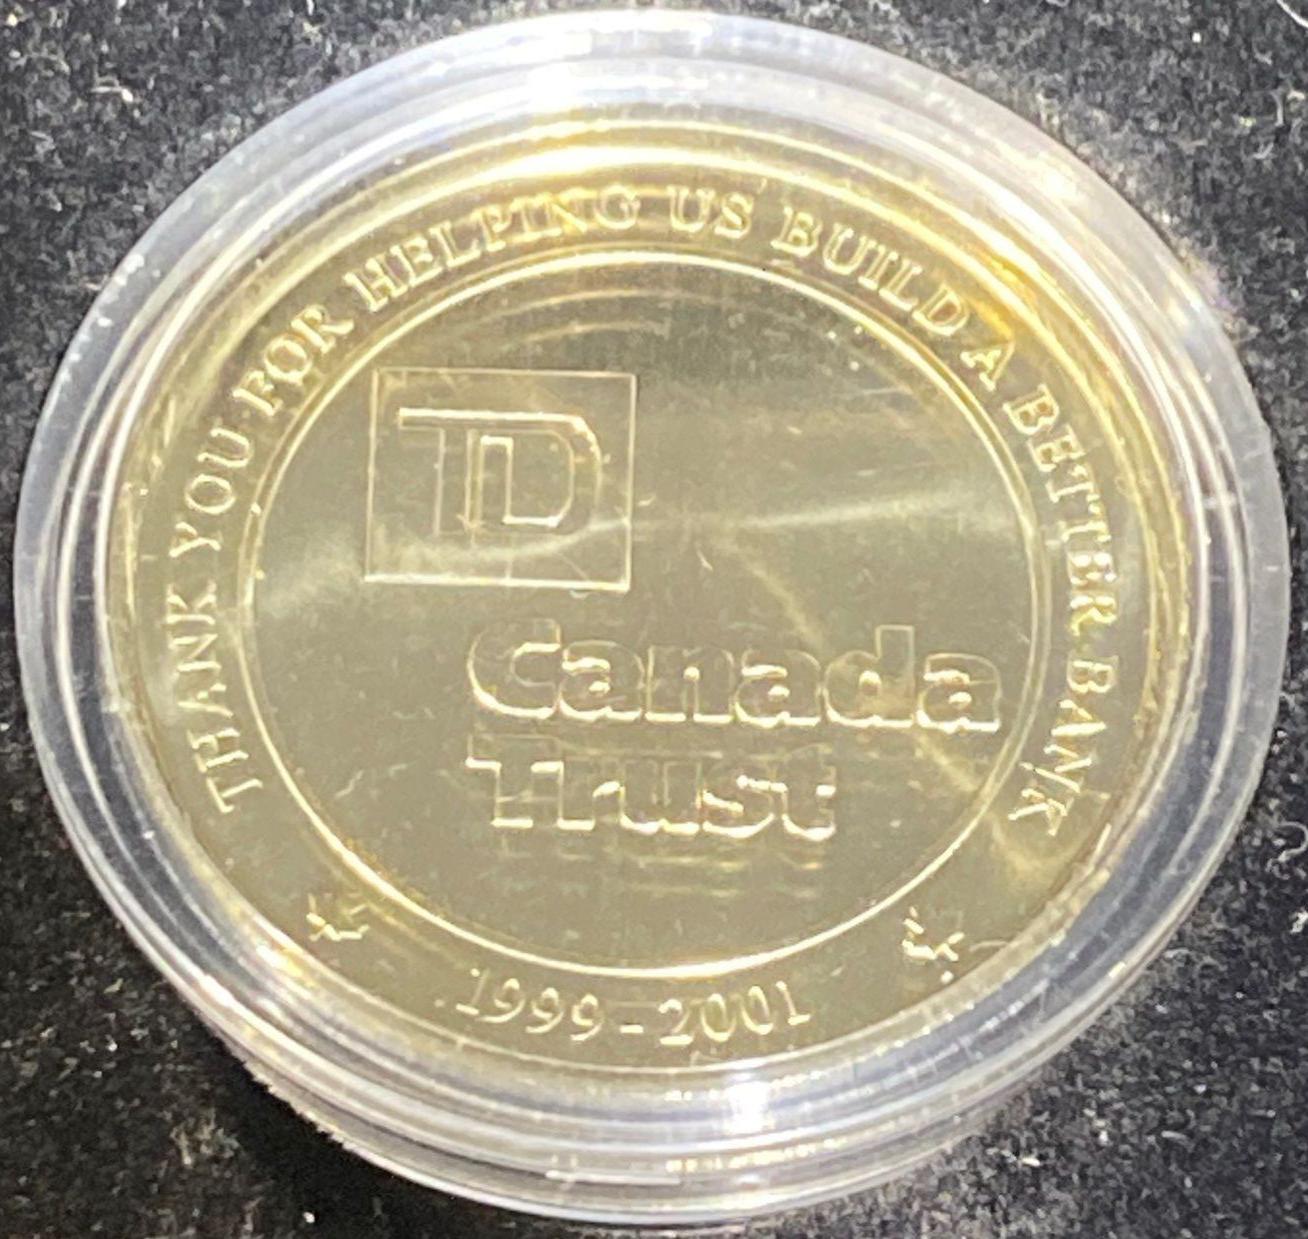 THANK YOU FOR HELPING US BUILD A BETTER BANK
TD
Canada
Trust
1999-2001